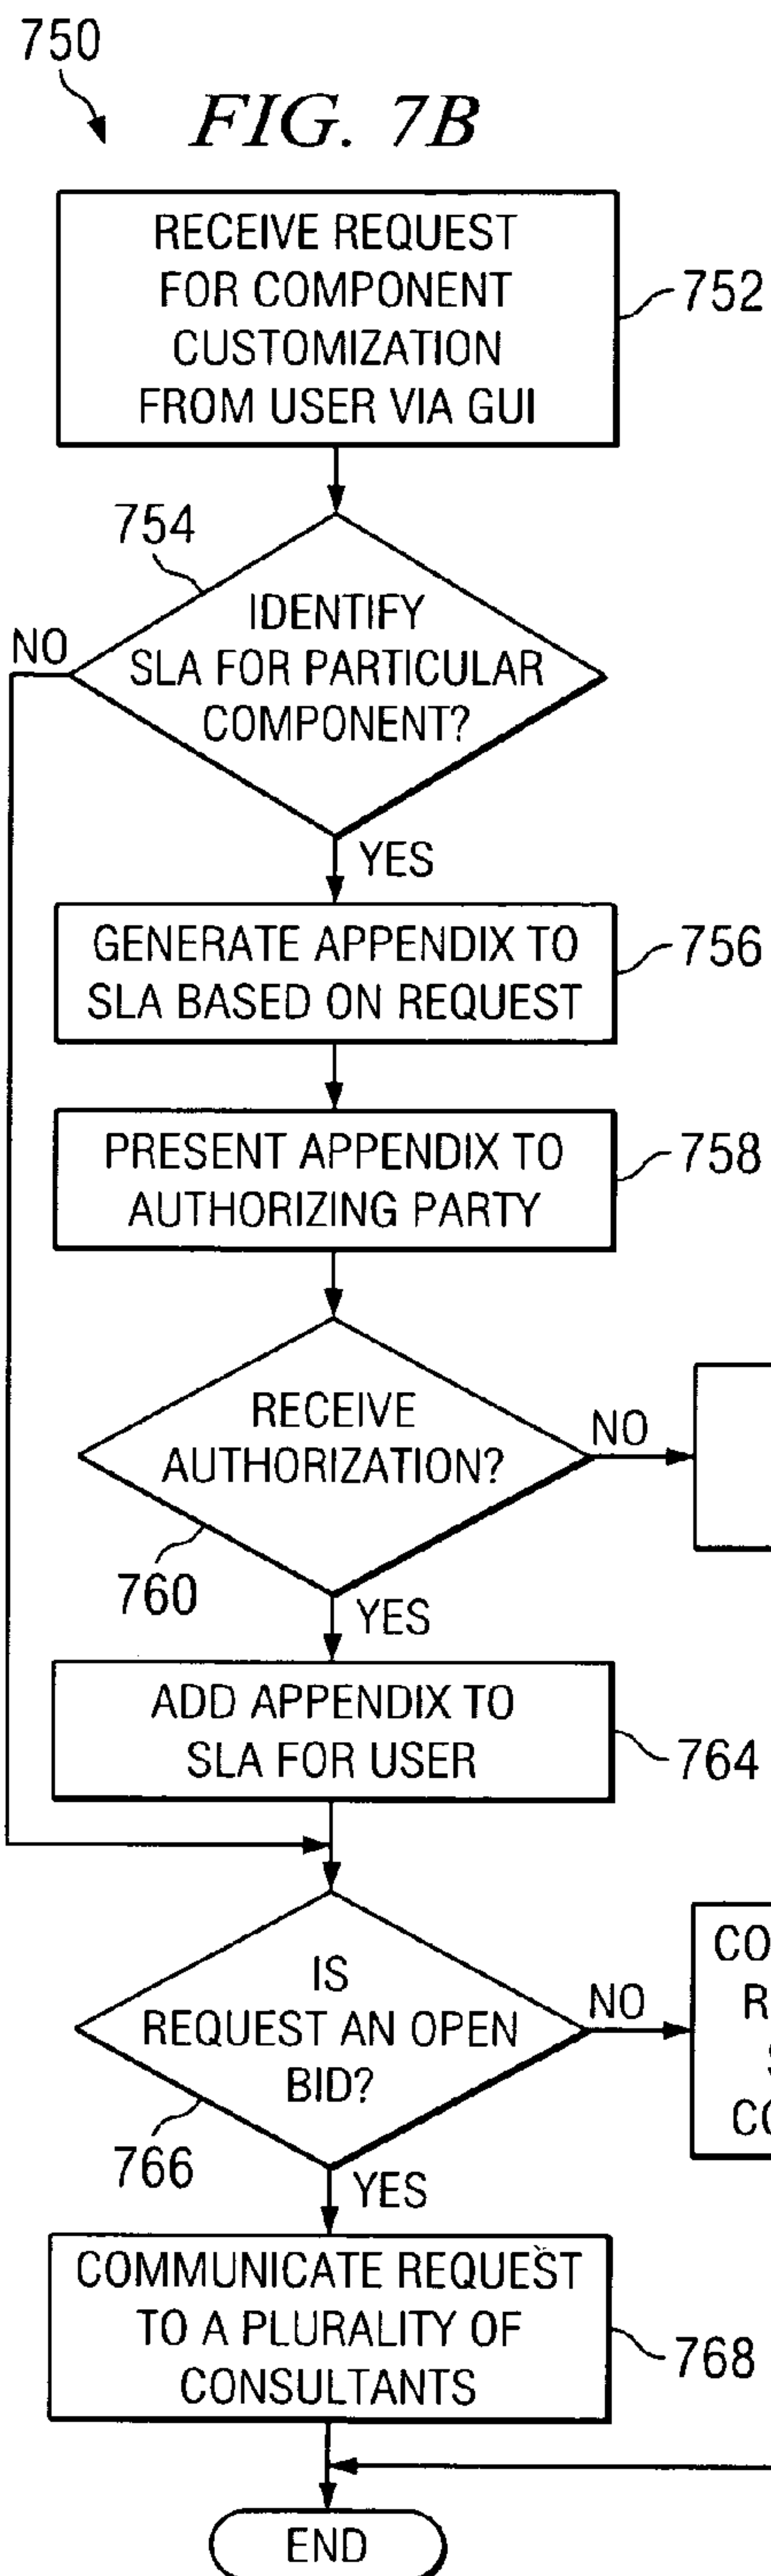 750
FIG. 7B
RECEIVE REQUEST
FOR COMPONENT
CUSTOMIZATION
FROM USER VIA GUI
752
754
IDENTIFY
SLA FOR PARTICULAR
COMPONENT?
NO
YES
GENERATE APPENDIX TO
SLA BASED ON REQUEST
756
PRESENT APPENDIX TO
AUTHORIZING PARTY
758
RECEIVE
AUTHORIZATION?
NO
760
YES
ADD APPENDIX TO
SLA FOR USER
764
IS
REQUEST AN OPEN
BID?
NO
766
YES
COMMUNICATE REQUEST
TO A PLURALITY OF
CONSULTANTS
768
END